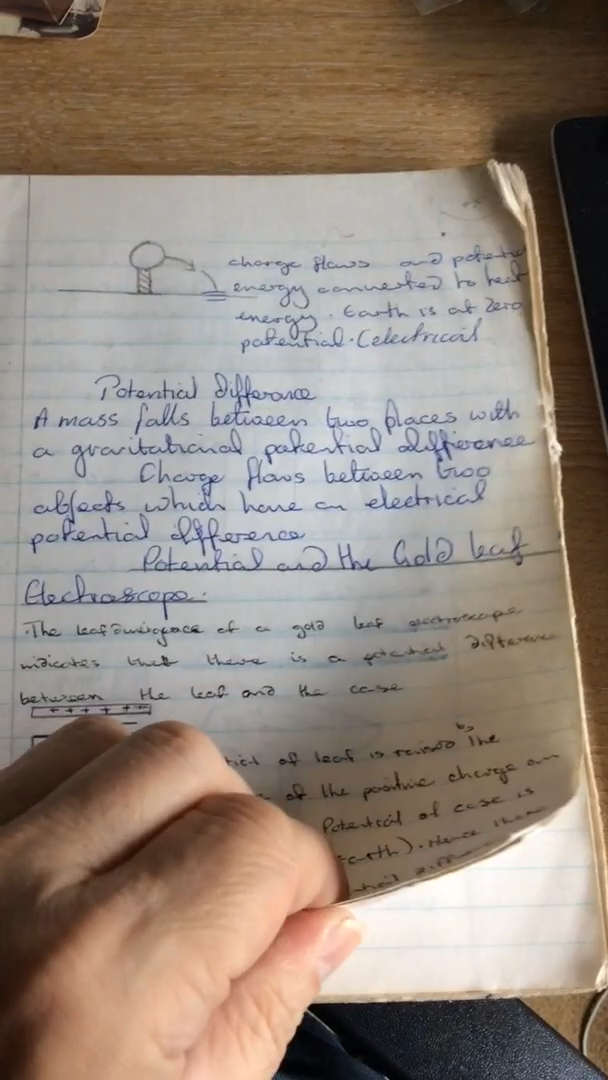 charge flows and potentia
energy converted to heat
energy. Earth is at Zero
potential. (electrical
Potential difference
A mass falls between two places with
a gravitational potential difference
Charge flows between two
objects which have an electrical
potential difference
Potential and the Gold leaf
Electroscope.
The leaf divergence of a gold leaf electroscope
indicates that there is a potential difference
between the leaf and the case
+ + + + + +
tial of leaf is raised by the
of the positive charge on
Potential of case is
earth). Hence there
tial